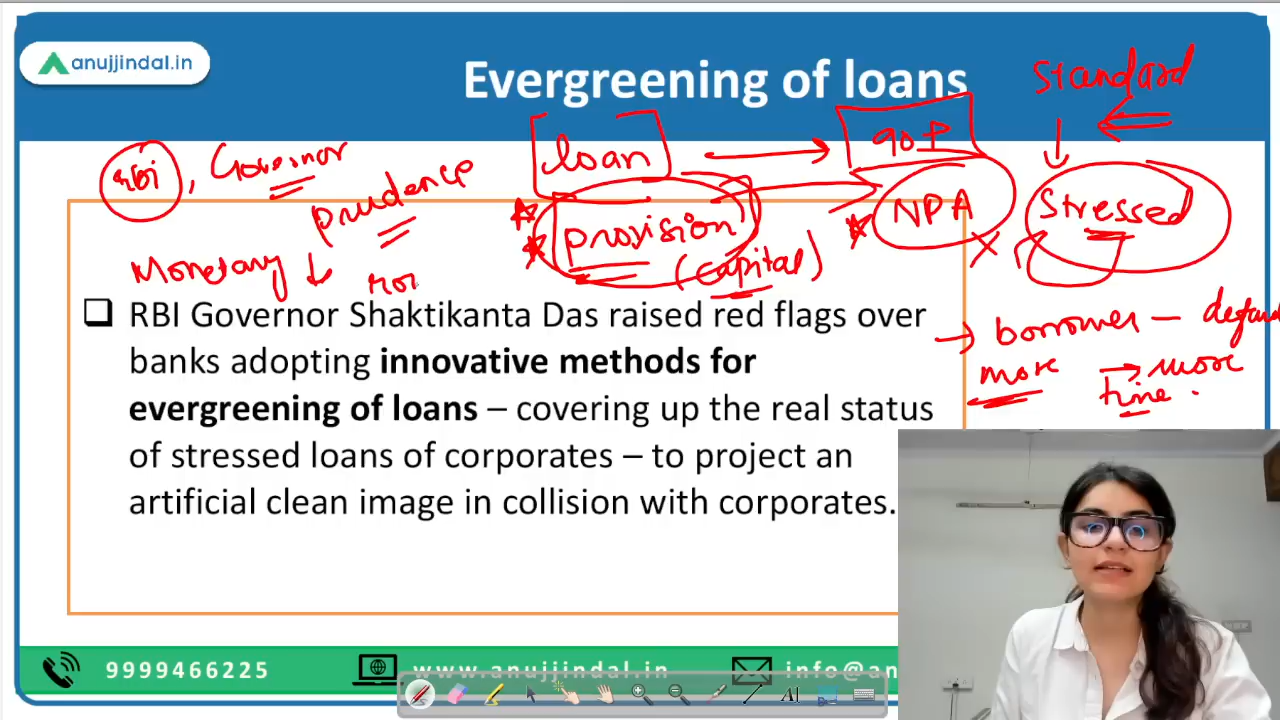 anujjindal.in
Evergreening of loans
Standard
rbi, Governor
loan
90 P
prudence
provision
NPA
Stressed
Monetary
(capital)
X
borrower –
more
more
time.
❑ RBI Governor Shaktikanta Das raised red flags over
banks adopting innovative methods for
evergreening of loans – covering up the real status
of stressed loans of corporates – to project an
artificial clean image in collision with corporates.
9999466225
www.anujjindal.in
info@an
AI